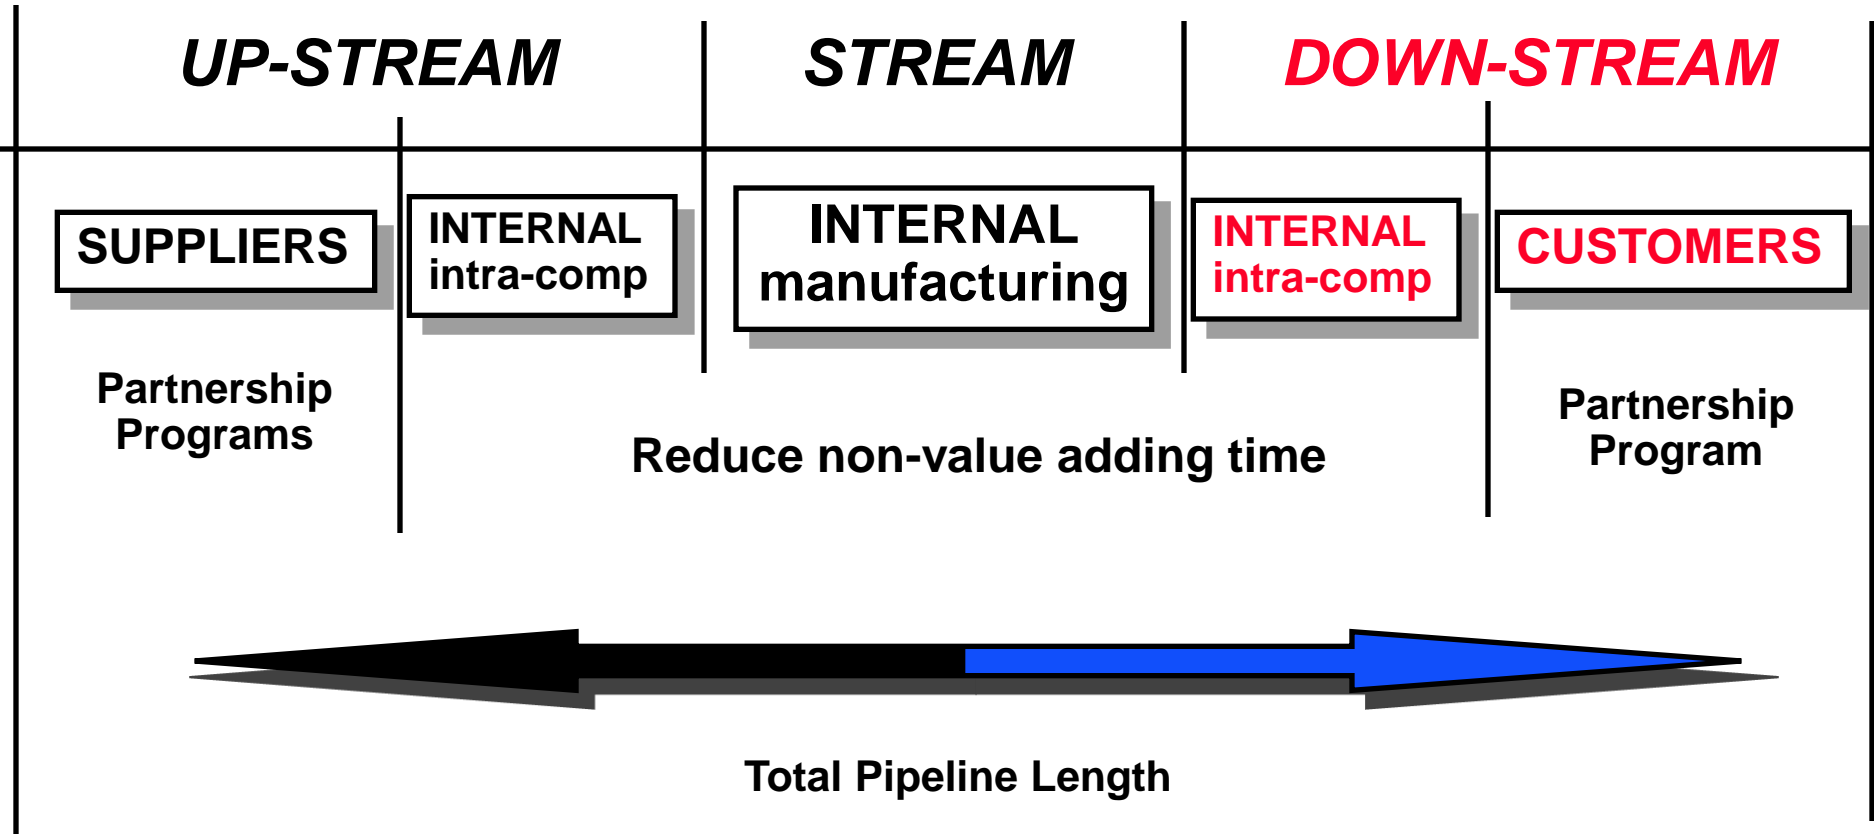 UP-STREAM
STREAM
DOWN-STREAM
SUPPLIERS
INTERNAL
intra-comp
INTERNAL
manufacturing
INTERNAL
intra-comp
CUSTOMERS
Partnership
Programs
Reduce non-value adding time
Partnership
Program
Total Pipeline Length